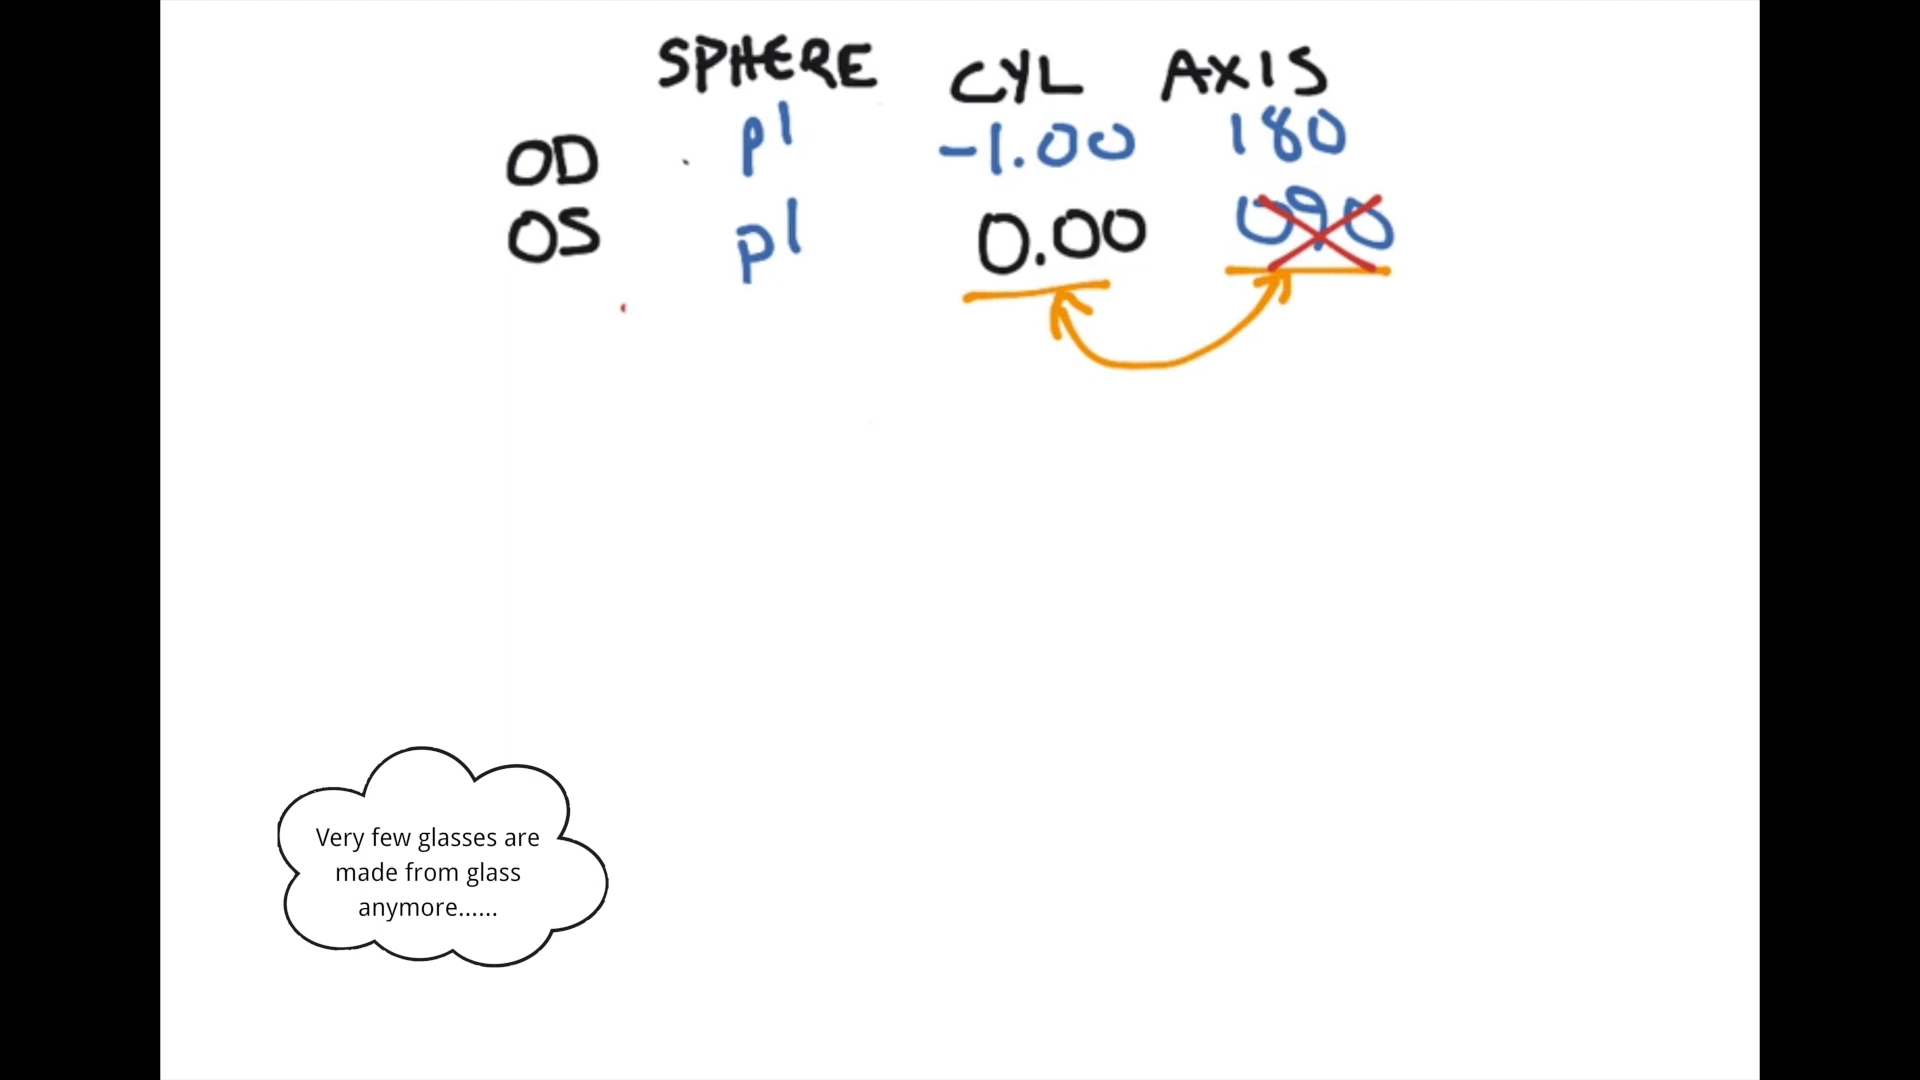 SPHERE CYL AXIS
OD pl -1.00 180
OS pl 0.00 090
Very few glasses are
made from glass
anymore......